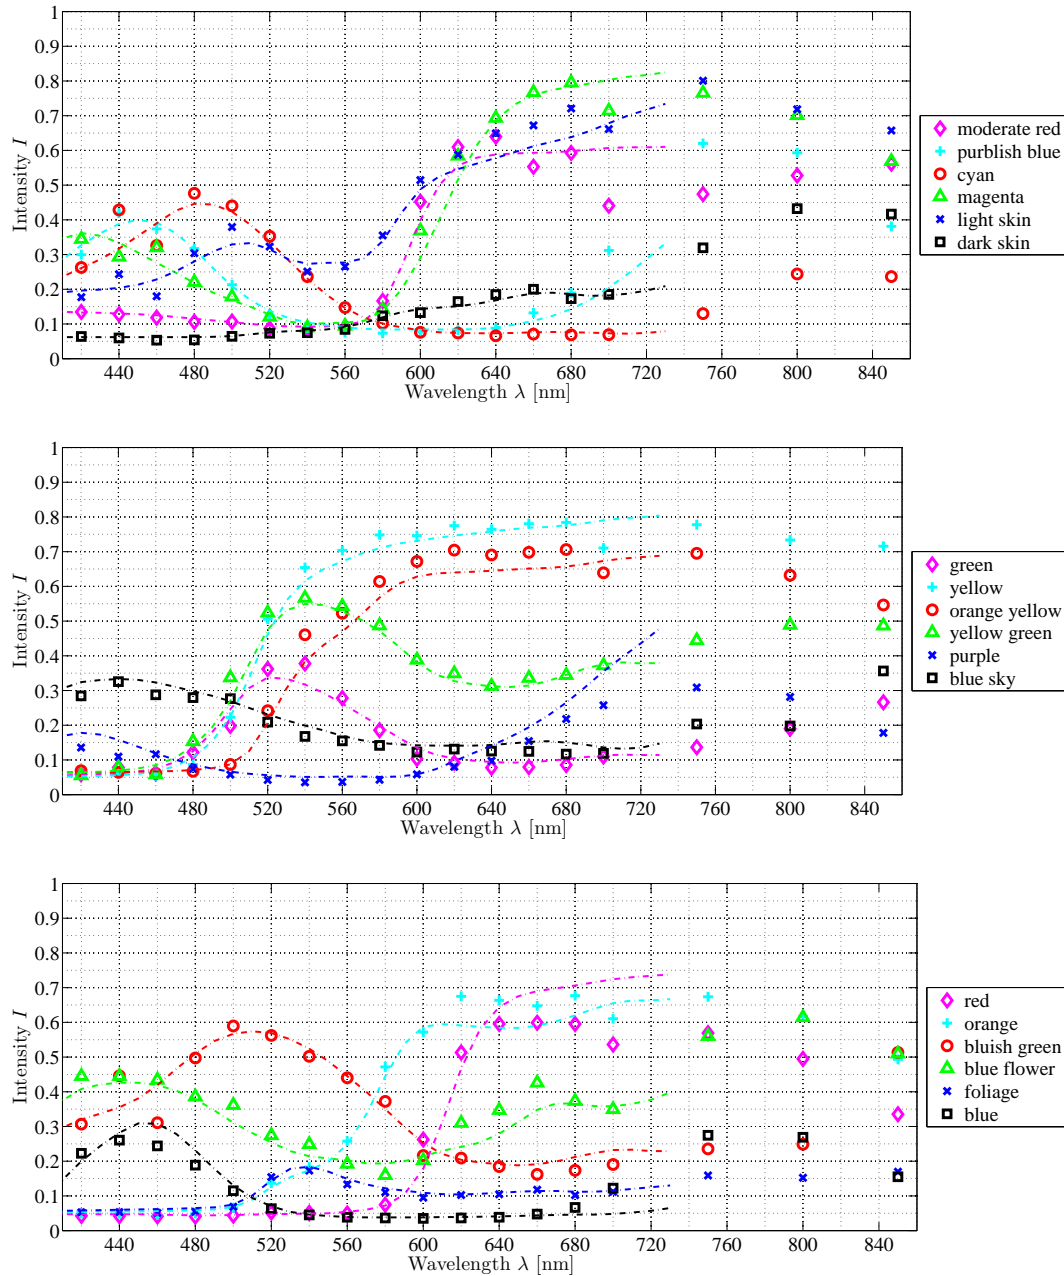 1
0.9
0.8
0.7
0.6
0.5
0.4
0.3
0.2
0.1
0
Intensity I
440 480 520 560 600 640 680 720 760 800 840
Wavelength λ [nm]
moderate red
purblish blue
cyan
magenta
light skin
dark skin
1
0.9
0.8
0.7
0.6
0.5
0.4
0.3
0.2
0.1
0
Intensity I
440 480 520 560 600 640 680 720 760 800 840
Wavelength λ [nm]
green
yellow
orange yellow
yellow green
purple
blue sky
1
0.9
0.8
0.7
0.6
0.5
0.4
0.3
0.2
0.1
0
Intensity I
440 480 520 560 600 640 680 720 760 800 840
Wavelength λ [nm]
red
orange
bluish green
blue flower
foliage
blue